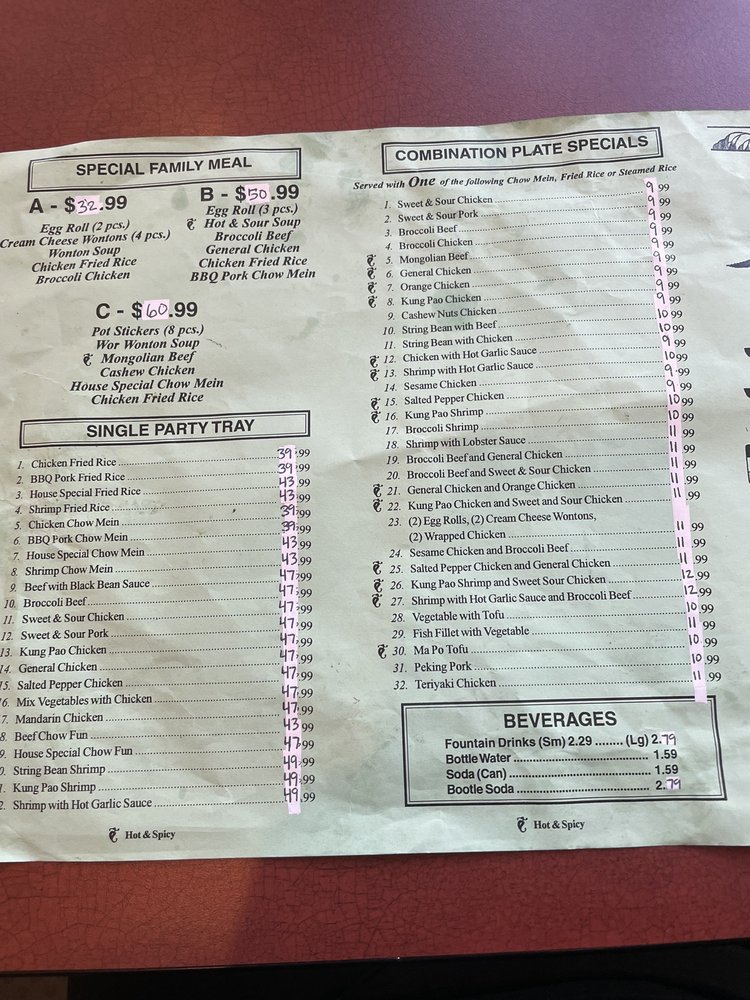 SPECIAL FAMILY MEAL
A - $32.99
Egg Roll (2 pcs.)
Cream Cheese Wontons (4 pcs.)
Wonton Soup
Chicken Fried Rice
Broccoli Chicken
B - $50.99
Egg Roll (3 pcs.)
Hot & Sour Soup
Broccoli Beef
General Chicken
Chicken Fried Rice
BBQ Pork Chow Mein
C - $60.99
Pot Stickers (8 pcs.)
Wor Wonton Soup
Mongolian Beef
Cashew Chicken
House Special Chow Mein
Chicken Fried Rice
SINGLE PARTY TRAY
1. Chicken Fried Rice 39.99
2. BBQ Pork Fried Rice 39.99
3. House Special Fried Rice 43.99
4. Shrimp Fried Rice 43.99
5. Chicken Chow Mein 39.99
6. BBQ Pork Chow Mein 39.99
7. House Special Chow Mein 43.99
8. Shrimp Chow Mein 43.99
9. Beef with Black Bean Sauce 47.99
10. Broccoli Beef 47.99
11. Sweet & Sour Chicken 47.99
12. Sweet & Sour Pork 47.99
13. Kung Pao Chicken 47.99
14. General Chicken 47.99
5. Salted Pepper Chicken 47.99
6. Mix Vegetables with Chicken 47.99
7. Mandarin Chicken 47.99
8. Beef Chow Fun 43.99
9. House Special Chow Fun 47.99
0. String Bean Shrimp 49.99
1. Kung Pao Shrimp 49.99
2. Shrimp with Hot Garlic Sauce 49.99
Hot & Spicy
COMBINATION PLATE SPECIALS
Served with One of the following Chow Mein, Fried Rice or Steamed Rice
1. Sweet & Sour Chicken 9.99
2. Sweet & Sour Pork 9.99
3. Broccoli Beef 9.99
4. Broccoli Chicken 9.99
5. Mongolian Beef 9.99
6. General Chicken 9.99
7. Orange Chicken 9.99
8. Kung Pao Chicken 9.99
9. Cashew Nuts Chicken 9.99
10. String Bean with Beef 10.99
11. String Bean with Chicken 10.99
12. Chicken with Hot Garlic Sauce 9.99
13. Shrimp with Hot Garlic Sauce 10.99
14. Sesame Chicken 9.99
15. Salted Pepper Chicken 9.99
16. Kung Pao Shrimp 10.99
17. Broccoli Shrimp 10.99
18. Shrimp with Lobster Sauce 11.99
19. Broccoli Beef and General Chicken 11.99
20. Broccoli Beef and Sweet & Sour Chicken 11.99
21. General Chicken and Orange Chicken 11.99
22. Kung Pao Chicken and Sweet and Sour Chicken 11.99
23. (2) Egg Rolls, (2) Cream Cheese Wontons,
(2) Wrapped Chicken 11.99
24. Sesame Chicken and Broccoli Beef 11.99
25. Salted Pepper Chicken and General Chicken 11.99
26. Kung Pao Shrimp and Sweet Sour Chicken 12.99
27. Shrimp with Hot Garlic Sauce and Broccoli Beef 12.99
28. Vegetable with Tofu 10.99
29. Fish Fillet with Vegetable 11.99
30. Ma Po Tofu 10.99
31. Peking Pork 10.99
32. Teriyaki Chicken 11.99
BEVERAGES
Fountain Drinks (Sm) 2.29 ........ (Lg) 2.79
Bottle Water 1.59
Soda (Can) 1.59
Bootle Soda 2.79
Hot & Spicy